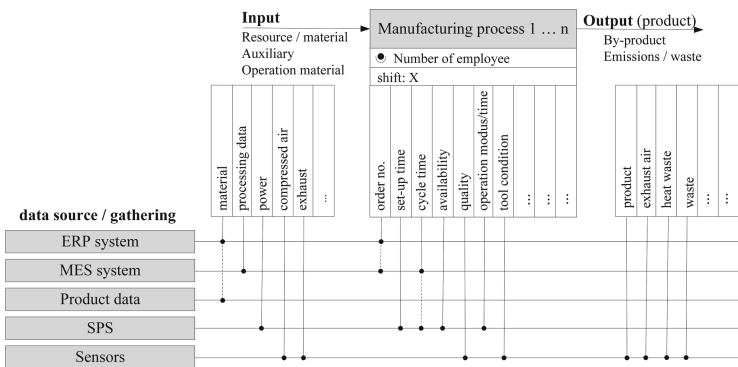 Input
Resource / material
Auxiliary
Operation material
Manufacturing process 1 … n
Number of employee
shift: X
Output (product)
By-product
Emissions / waste
material
processing data
power
compressed air
exhaust
...
order no.
set-up time
cycle time
availability
quality
operation modus/time
tool condition
...
...
...
product
exhaust air
heat waste
waste
...
...
data source / gathering
ERP system
MES system
Product data
SPS
Sensors